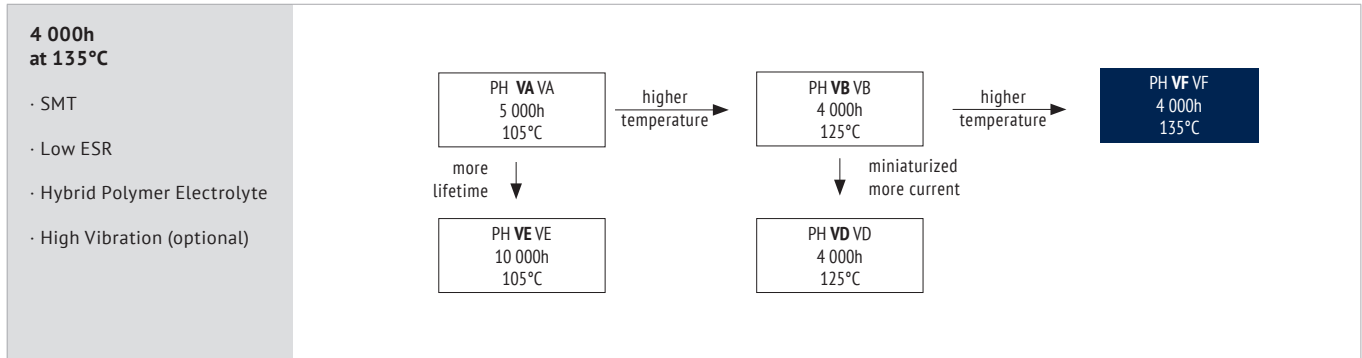 4 000h
at 135°C
· SMT
· Low ESR
· Hybrid Polymer Electrolyte
· High Vibration (optional)
PH VA VA
5 000h
105°C
higher
temperature
PH VB VB
4 000h
125°C
higher
temperature
PH VF VF
4 000h
135°C
more
lifetime
miniaturized
more current
PH VE VE
10 000h
105°C
PH VD VD
4 000h
125°C